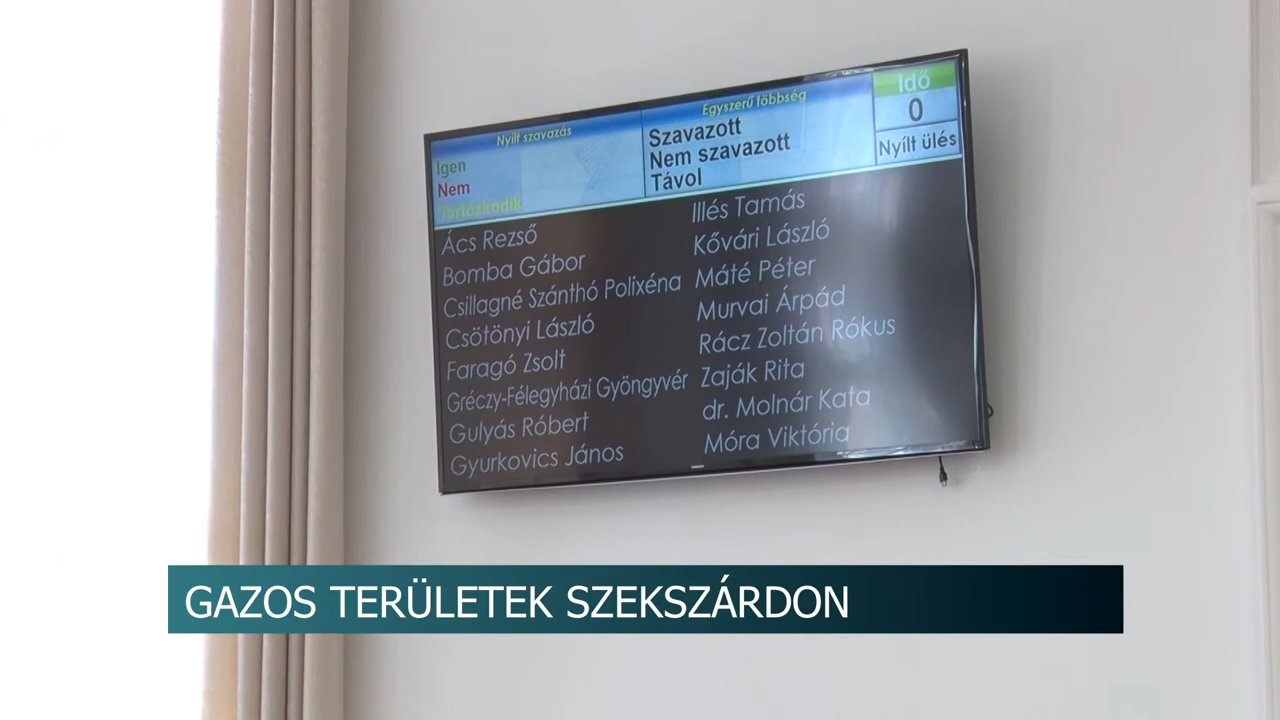 Nyílt szavazás
Igen
Nem
Tartózkodik
Egyszerű többség
Szavazott
Nem szavazott
Távol
Idő
0
Nyílt ülés
Ács Rezső
Bomba Gábor
Csillagné Szánthó Polixéna
Csötönyi László
Faragó Zsolt
Gréczy-Félegyházi Gyöngyvér
Gulyás Róbert
Gyurkovics János
Illés Tamás
Kővári László
Máté Péter
Murvai Árpád
Rácz Zoltán Rókus
Zaják Rita
dr. Molnár Kata
Móra Viktória
GAZOS TERÜLETEK SZEKSZÁRDON